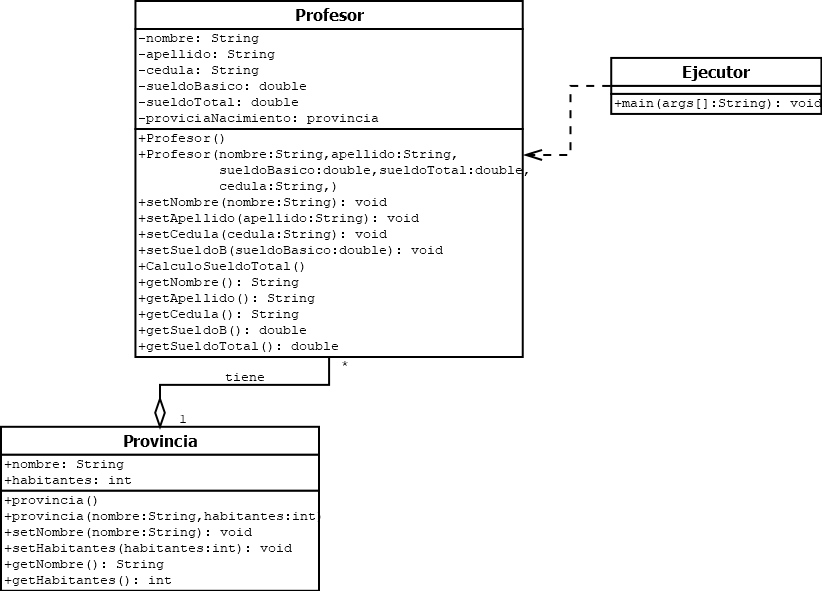 Profesor
-nombre: String
-apellido: String
-cedula: String
-sueldoBasico: double
-sueldoTotal: double
-proviciaNacimiento: provincia
+Profesor()
+Profesor(nombre:String,apellido:String,
sueldoBasico:double,sueldoTotal:double,
cedula:String,)
+setNombre(nombre:String): void
+setApellido(apellido:String): void
+setCedula(cedula:String): void
+setSueldoB(sueldoBasico:double): void
+CalculoSueldoTotal()
+getNombre(): String
+getApellido(): String
+getCedula(): String
+getSueldoB(): double
+getSueldoTotal(): double
Ejecutor
+main(args[]:String): void
*
tiene
1
Provincia
+nombre: String
+habitantes: int
+provincia()
+provincia(nombre:String,habitantes:int)
+setNombre(nombre:String): void
+setHabitantes(habitantes:int): void
+getNombre(): String
+getHabitantes(): int